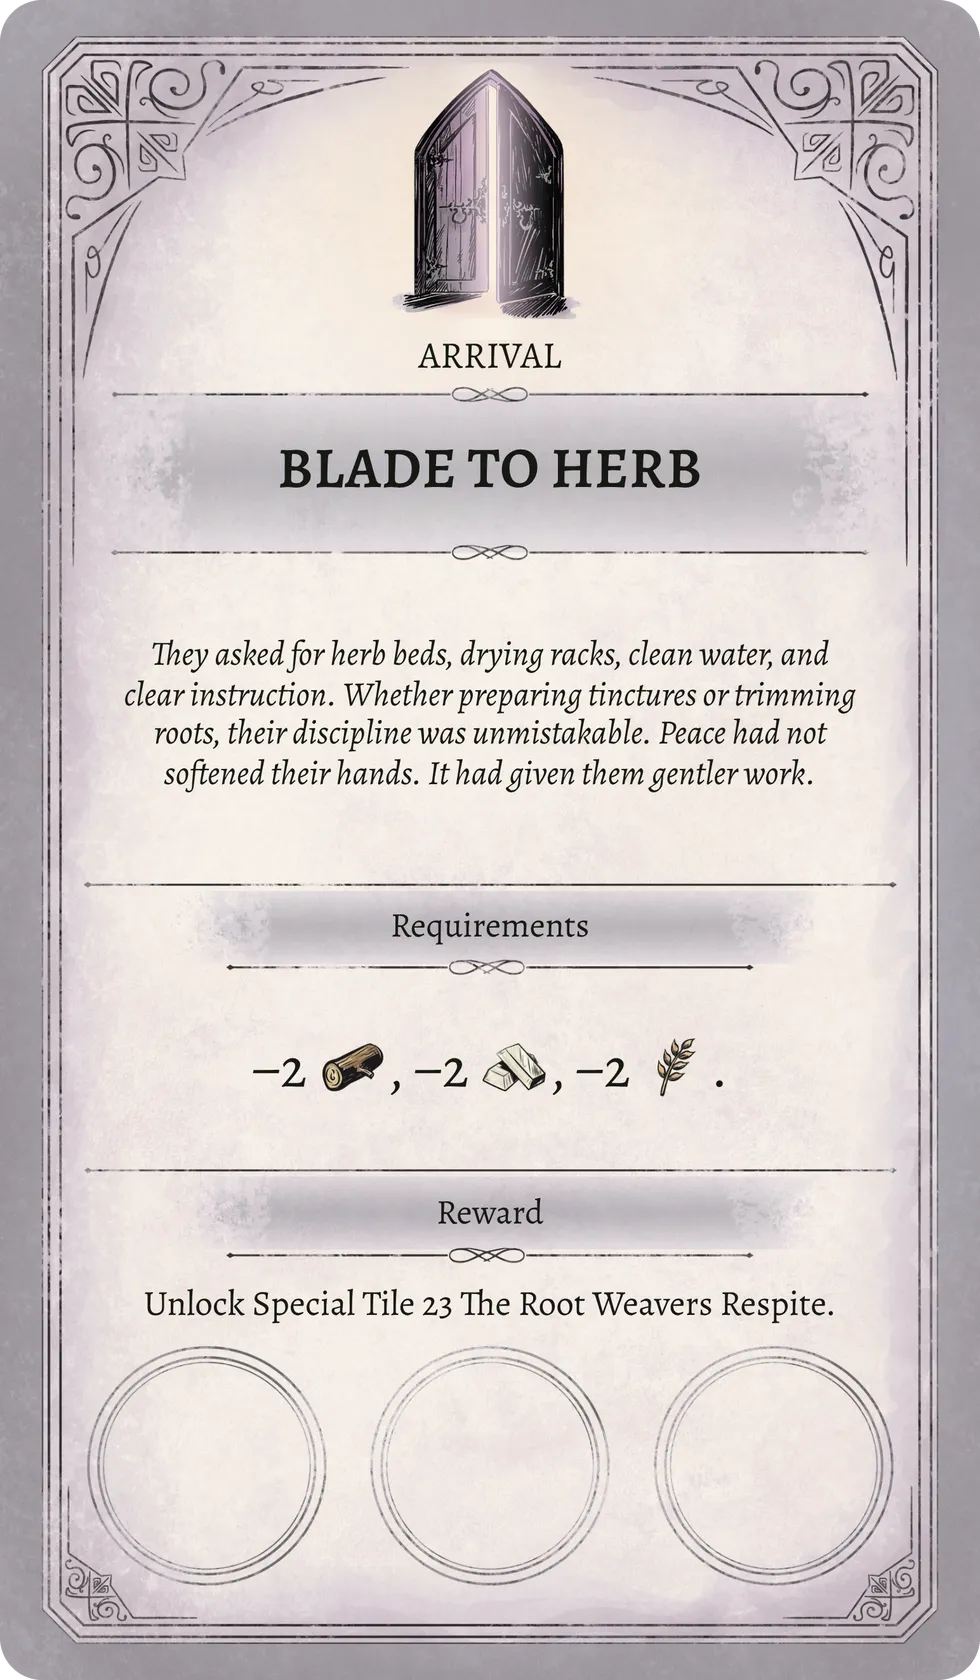 ARRIVAL
BLADE TO HERB
They asked for herb beds, drying racks, clean water, and
clear instruction. Whether preparing tinctures or trimming
roots, their discipline was unmistakable. Peace had not
softened their hands. It had given them gentler work.
Requirements
−2 , −2 , −2 .
Reward
Unlock Special Tile 23 The Root Weavers Respite.